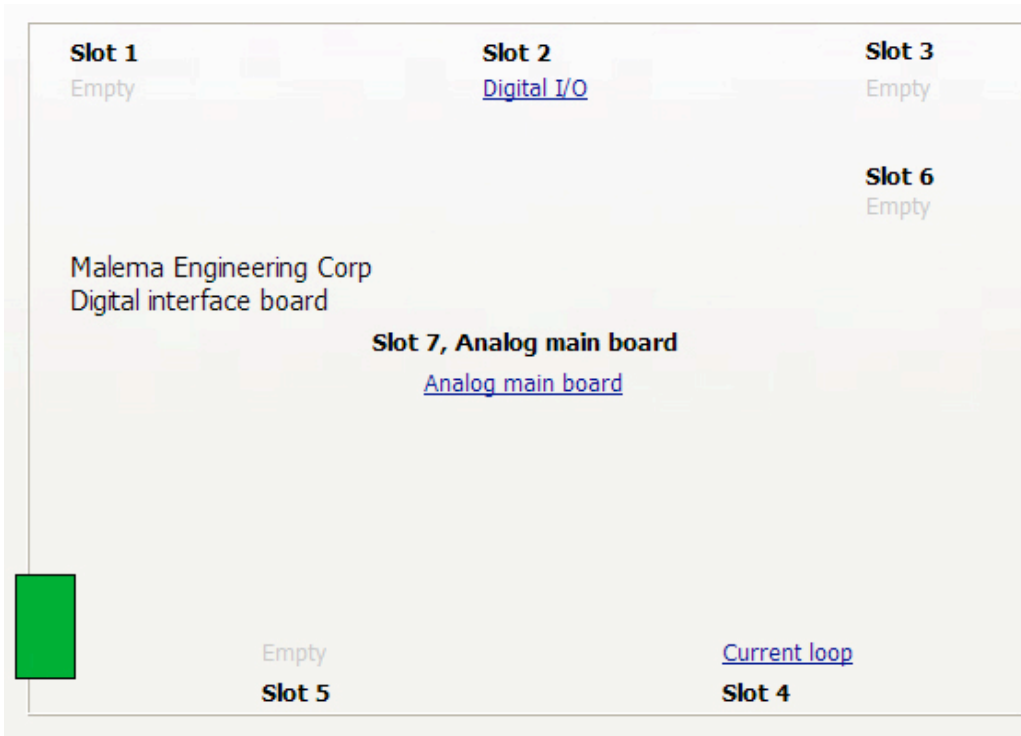 Slot 1
Empty
Slot 2
Digital I/O
Slot 3
Empty
Slot 6
Empty
Malema Engineering Corp
Digital interface board
Slot 7, Analog main board
Analog main board
Empty
Slot 5
Current loop
Slot 4